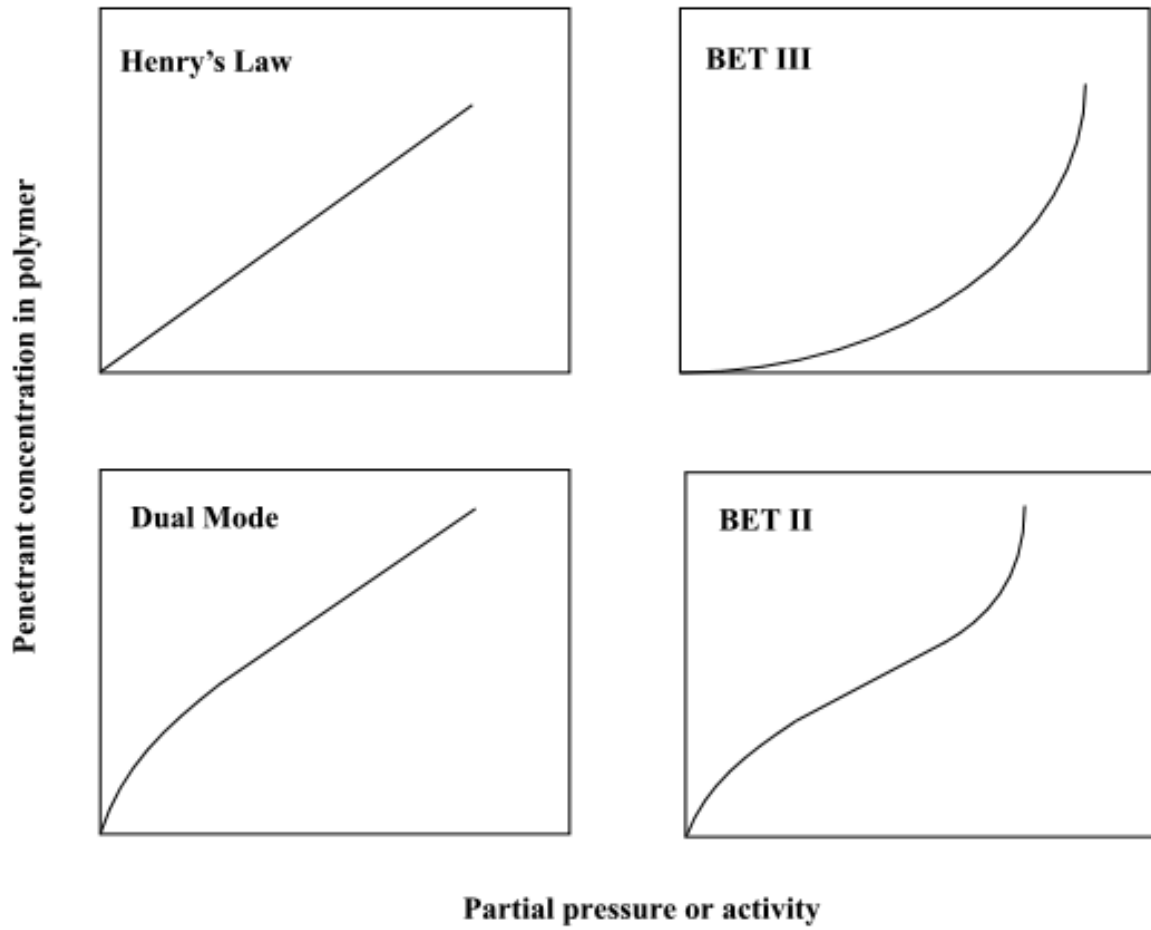 Henry's Law
BET III
Penetrant concentration in polymer
Dual Mode
BET II
Partial pressure or activity